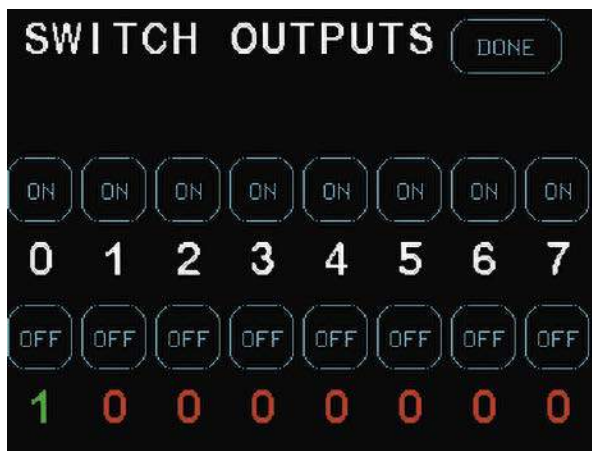 SWITCH OUTPUTS DONE
ON ON ON ON ON ON ON ON
0 1 2 3 4 5 6 7
OFF OFF OFF OFF OFF OFF OFF OFF
1 0 0 0 0 0 0 0